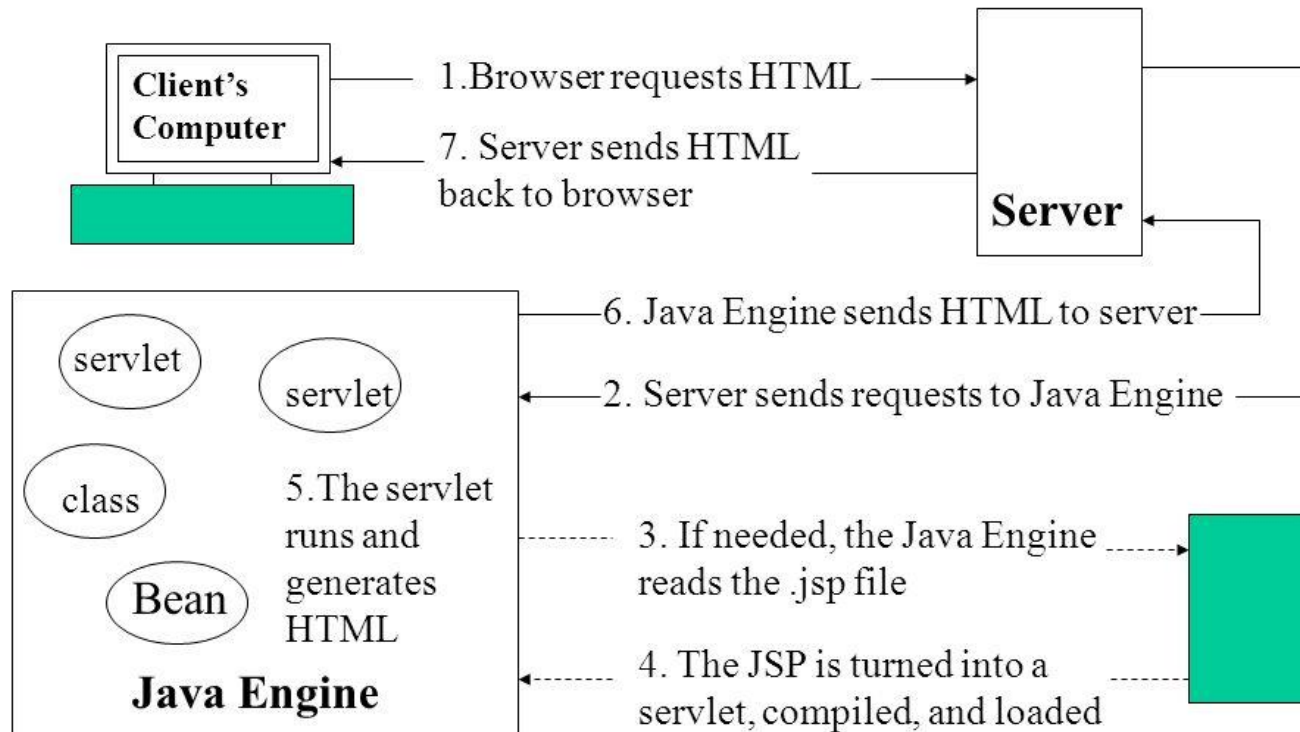 Client's
Computer
1.Browser requests HTML
7. Server sends HTML
back to browser
Server
6. Java Engine sends HTML to server
2. Server sends requests to Java Engine
servlet
servlet
class
Bean
5.The servlet
runs and
generates
HTML
Java Engine
3. If needed, the Java Engine
reads the .jsp file
4. The JSP is turned into a
servlet, compiled, and loaded